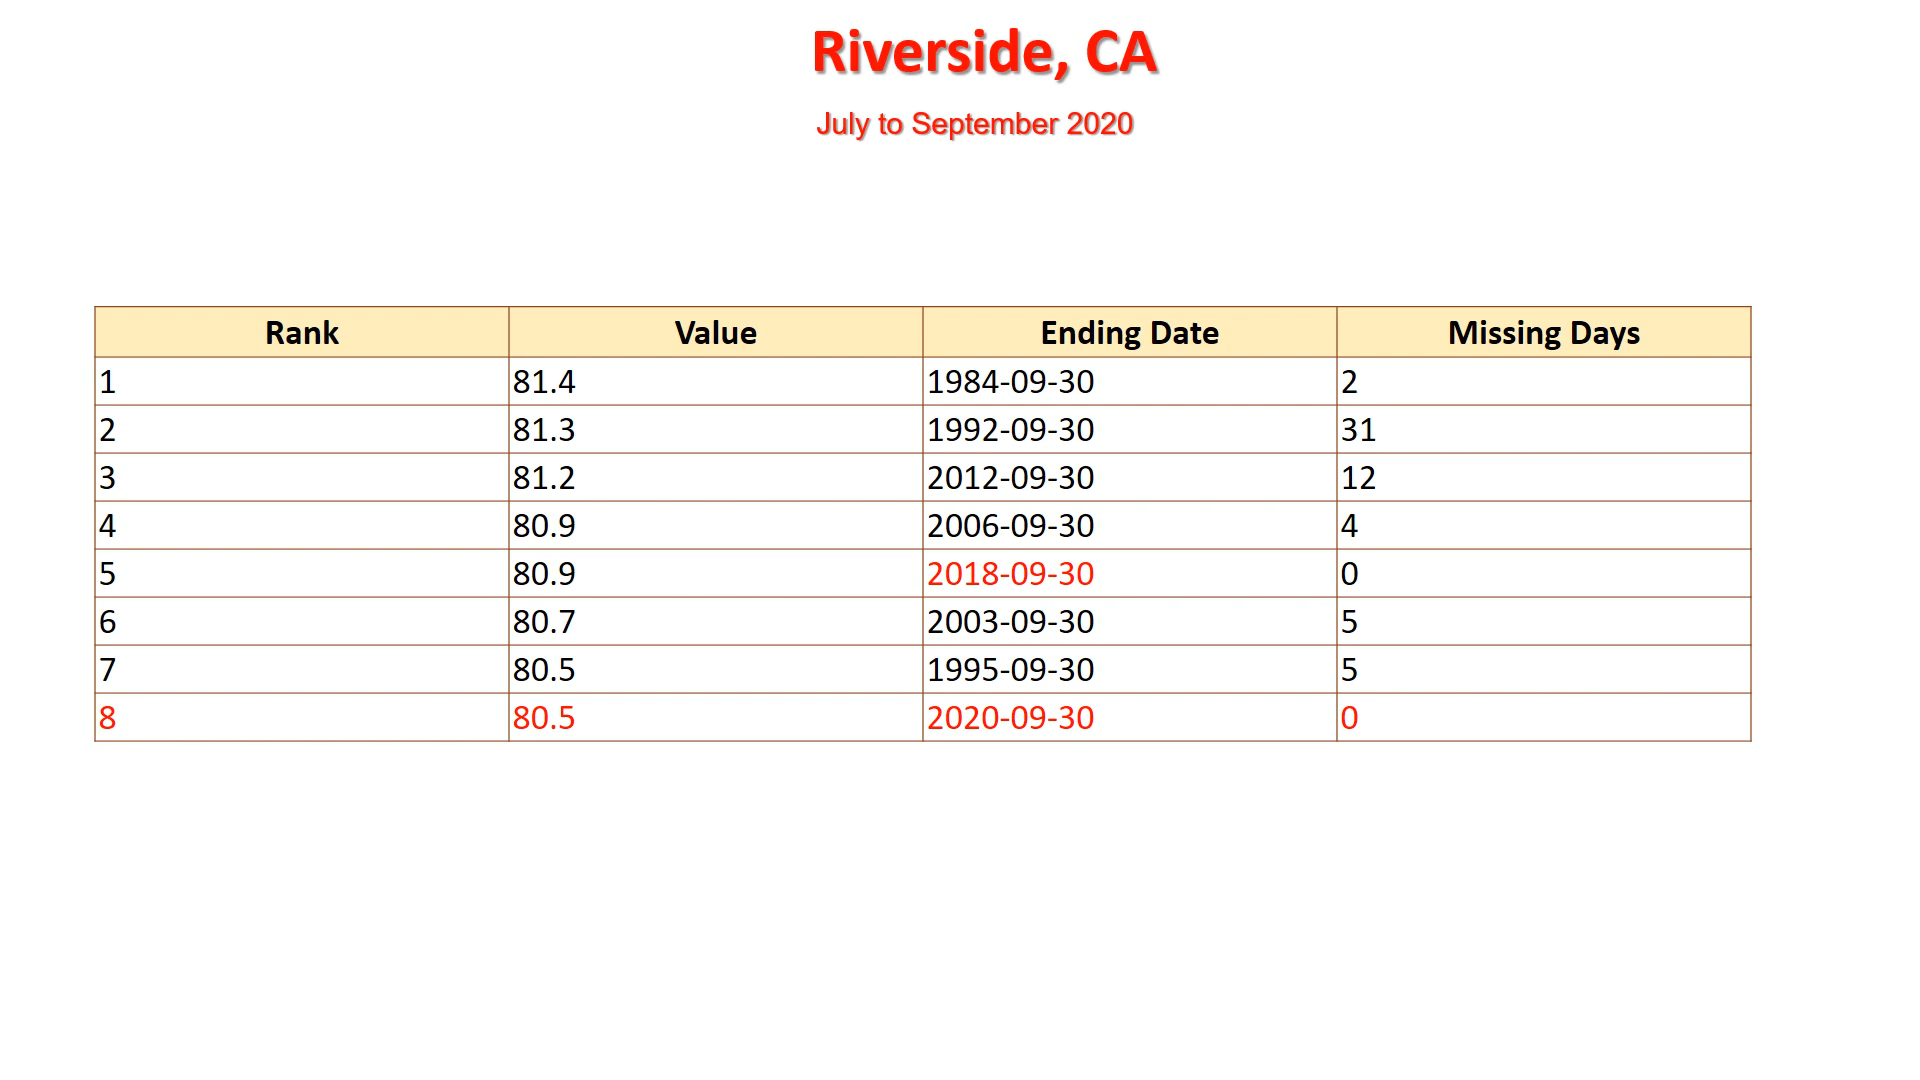 Riverside, CA
July to September 2020
Rank Value Ending Date Missing Days
1 81.4 1984-09-30 2
2 81.3 1992-09-30 31
3 81.2 2012-09-30 12
4 80.9 2006-09-30 4
5 80.9 2018-09-30 0
6 80.7 2003-09-30 5
7 80.5 1995-09-30 5
8 80.5 2020-09-30 0